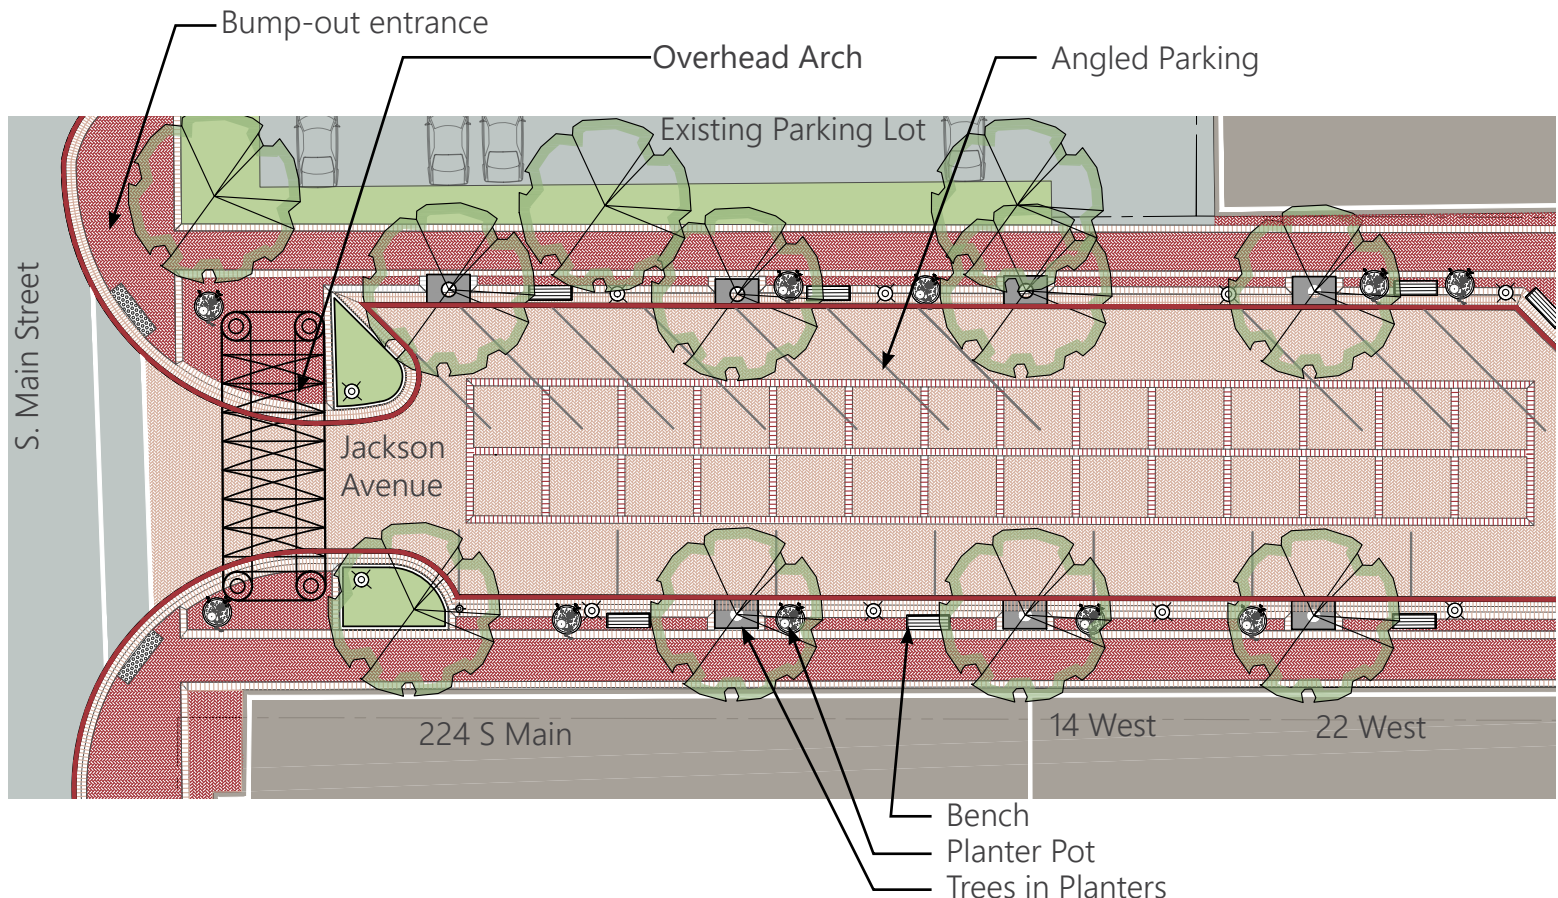 Bump-out entrance
Overhead Arch
Angled Parking
Existing Parking Lot
S. Main Street
Jackson
Avenue
224 S Main
14 West
22 West
Bench
Planter Pot
Trees in Planters